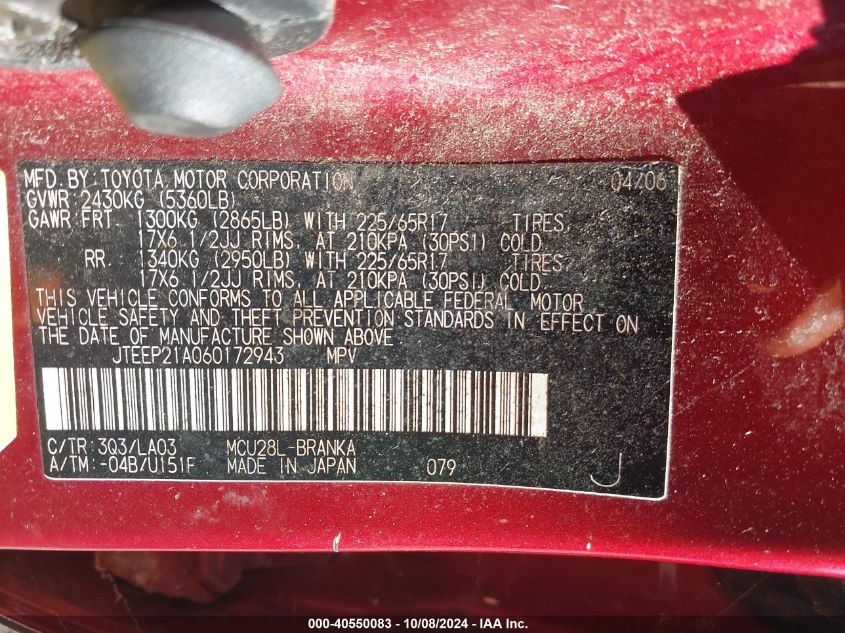 MFD. BY: TOYOTA MOTOR CORPORATION 04/06
GVWR: 2430KG (5360LB)
GAWR FRT 1300KG (2865LB) WITH 225/65R17 TIRES,
17X6 1/2JJ RIMS, AT 210KPA (30PSI) COLD.
RR 1340KG (2950LB) WITH 225/65R17 TIRES,
17X6 1/2JJ RIMS, AT 210KPA (30PSI) COLD.
THIS VEHICLE CONFORMS TO ALL APPLICABLE FEDERAL MOTOR
VEHICLE SAFETY AND THEFT PREVENTION STANDARDS IN EFFECT ON
THE DATE OF MANUFACTURE SHOWN ABOVE
JTEEP21A060172943 MPV
C/TR: 3Q3/LA03 MCU28L-BRANKA
A/TM: -04B/U151F MADE IN JAPAN 079 J
000-40550083 - 10/08/2024 - IAA Inc.